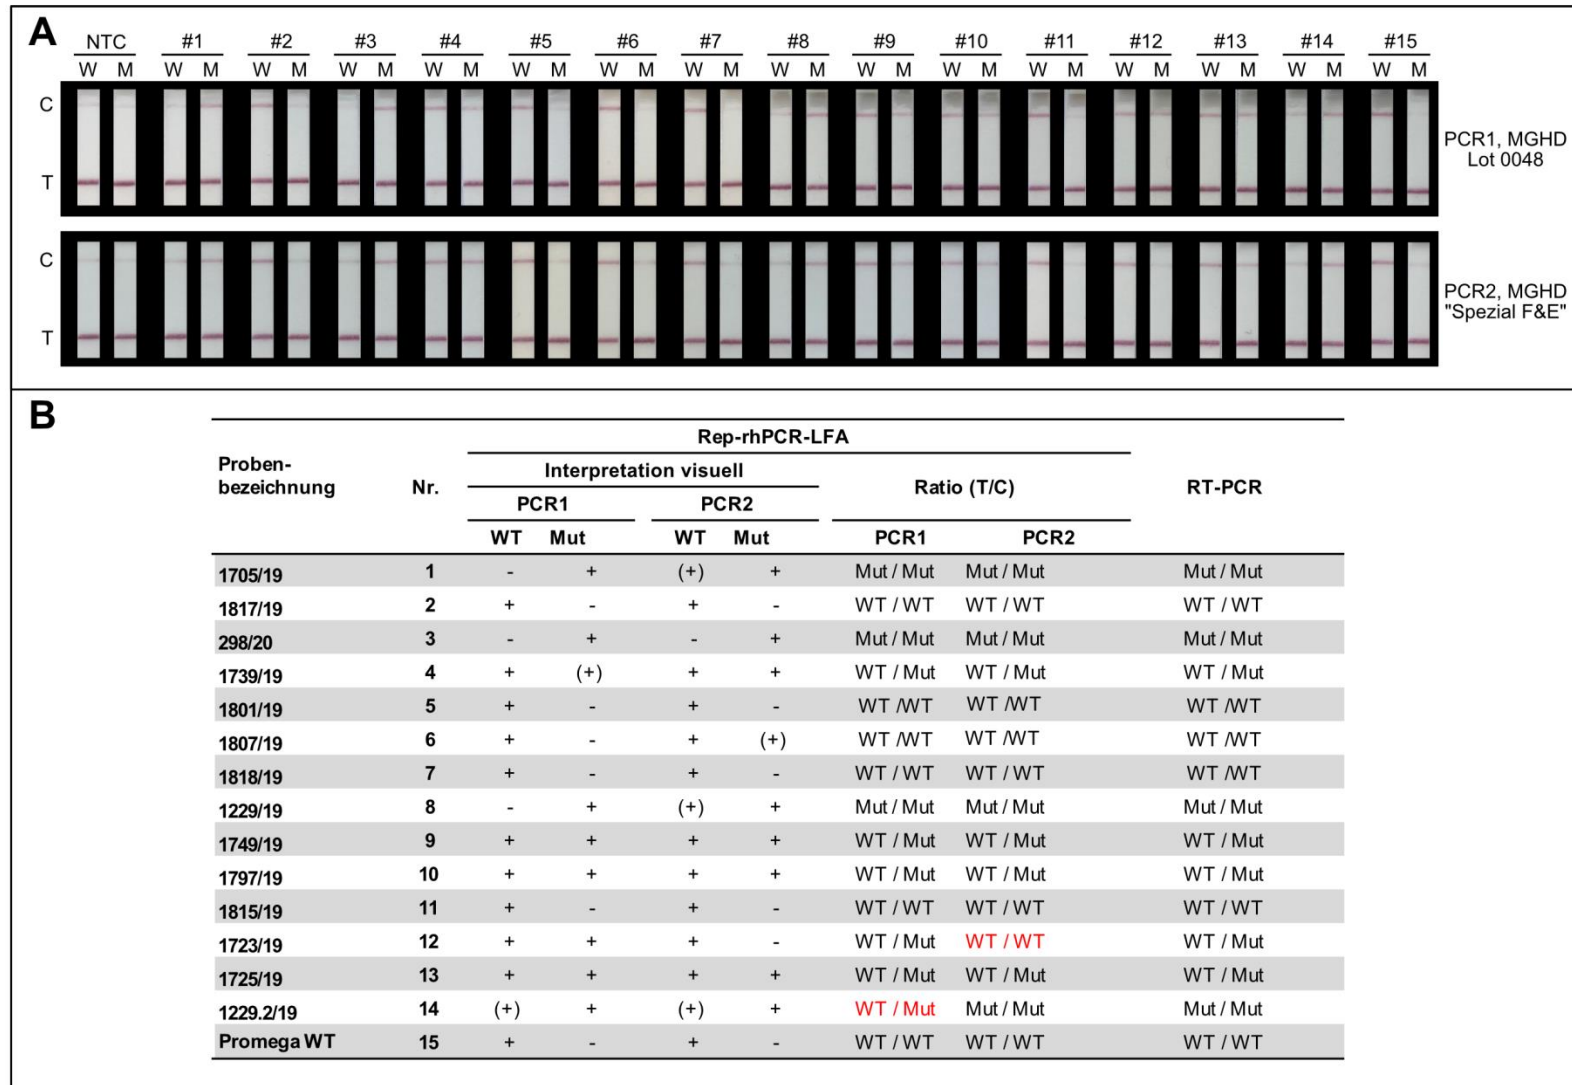 A
NTC #1 #2 #3 #4 #5 #6 #7 #8 #9 #10 #11 #12 #13 #14 #15
W M W M W M W M W M W M W M W M W M W M W M W M W M W M W M W M
C
T
PCR1, MGHD
Lot 0048
C
T
PCR2, MGHD
"Spezial F&E"
B
Rep-rhPCR-LFA
Proben-
bezeichnung Nr. Interpretation visuell Ratio (T/C) RT-PCR
PCR1 PCR2
WT Mut WT Mut PCR1 PCR2
1705/19 1 - + (+) + Mut / Mut Mut / Mut Mut / Mut
1817/19 2 + - + - WT / WT WT / WT WT / WT
298/20 3 - + - + Mut / Mut Mut / Mut Mut / Mut
1739/19 4 + (+) + + WT / Mut WT / Mut WT / Mut
1801/19 5 + - + - WT /WT WT /WT WT /WT
1807/19 6 + - + (+) WT /WT WT /WT WT /WT
1818/19 7 + - + - WT / WT WT / WT WT /WT
1229/19 8 - + (+) + Mut / Mut Mut / Mut Mut / Mut
1749/19 9 + + + + WT / Mut WT / Mut WT / Mut
1797/19 10 + + + + WT / Mut WT / Mut WT / Mut
1815/19 11 + - + - WT / WT WT / WT WT / WT
1723/19 12 + + + - WT / Mut WT / WT WT / Mut
1725/19 13 + + + + WT / Mut WT / Mut WT / Mut
1229.2/19 14 (+) + (+) + WT / Mut Mut / Mut Mut / Mut
Promega WT 15 + - + - WT / WT WT / WT WT / WT